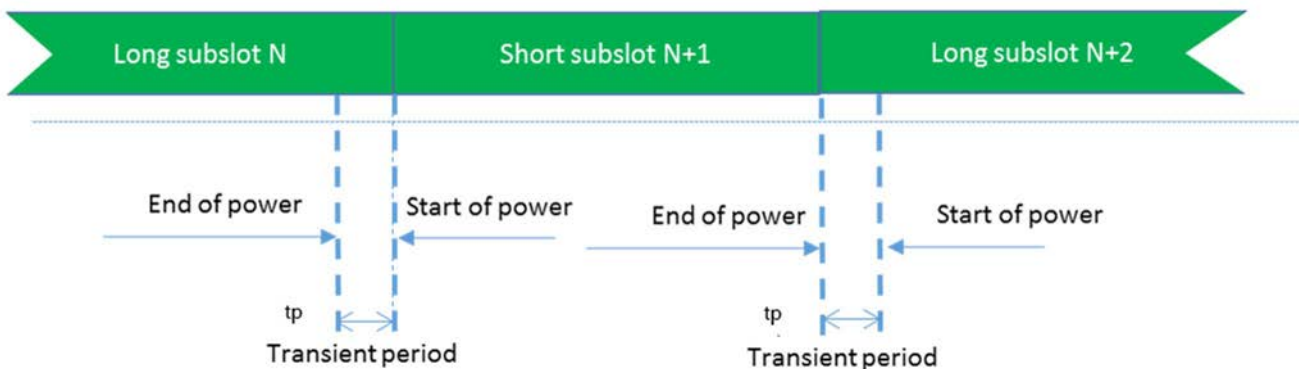 Long subslot N
Short subslot N+1
Long subslot N+2
End of power
Start of power
End of power
Start of power
tp
tp
Transient period
Transient period